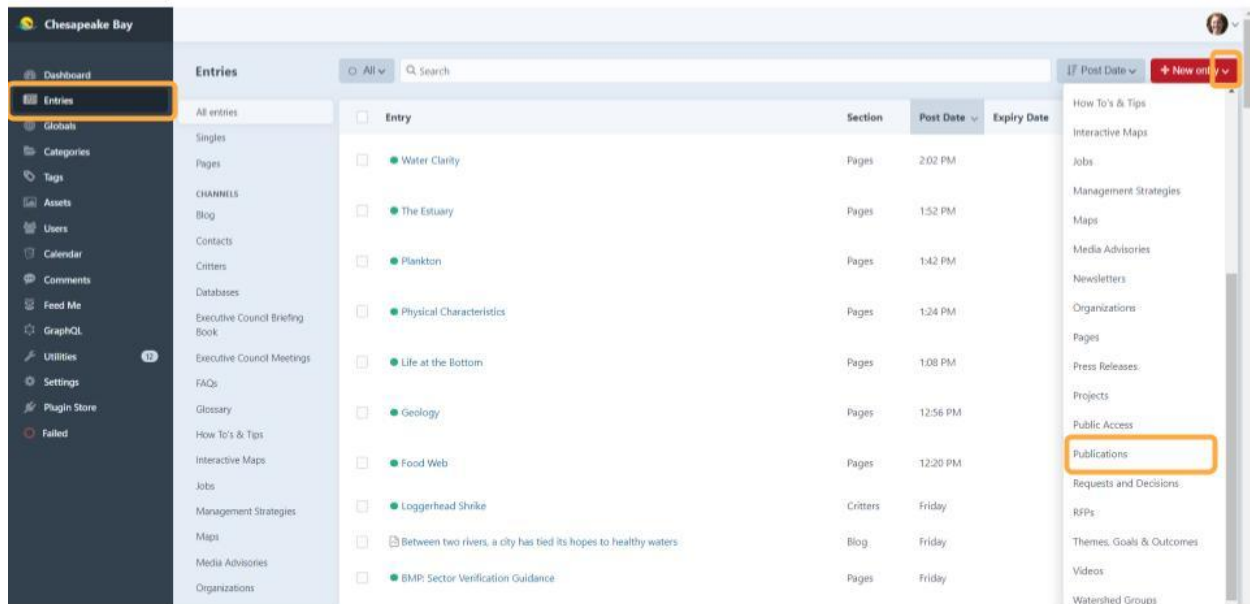 Chesapeake Bay
Dashboard
Entries
Globals
Categories
Tags
Assets
Users
Calendar
Comments
Feed Me
GraphQL
Utilities 12
Settings
Plugin Store
Failed
Entries
All entries
Singles
Pages
CHANNELS
Blog
Contacts
Critters
Databases
Executive Council Briefing
Book
Executive Council Meetings
FAQs
Glossary
How To's & Tips
Interactive Maps
Jobs
Management Strategies
Maps
Media Advisories
Organizations
All Search Post Date + New entry
Entry Section Post Date Expiry Date
Water Clarity Pages 2:02 PM
The Estuary Pages 1:52 PM
Plankton Pages 1:42 PM
Physical Characteristics Pages 1:24 PM
Life at the Bottom Pages 1:08 PM
Geology Pages 12:56 PM
Food Web Pages 12:20 PM
Loggerhead Shrike Critters Friday
Between two rivers, a city has tied its hopes to healthy waters Blog Friday
BMP: Sector Verification Guidance Pages Friday
How To's & Tips
Interactive Maps
Jobs
Management Strategies
Maps
Media Advisories
Newsletters
Organizations
Pages
Press Releases
Projects
Public Access
Publications
Requests and Decisions
RFPs
Themes, Goals & Outcomes
Videos
Watershed Groups